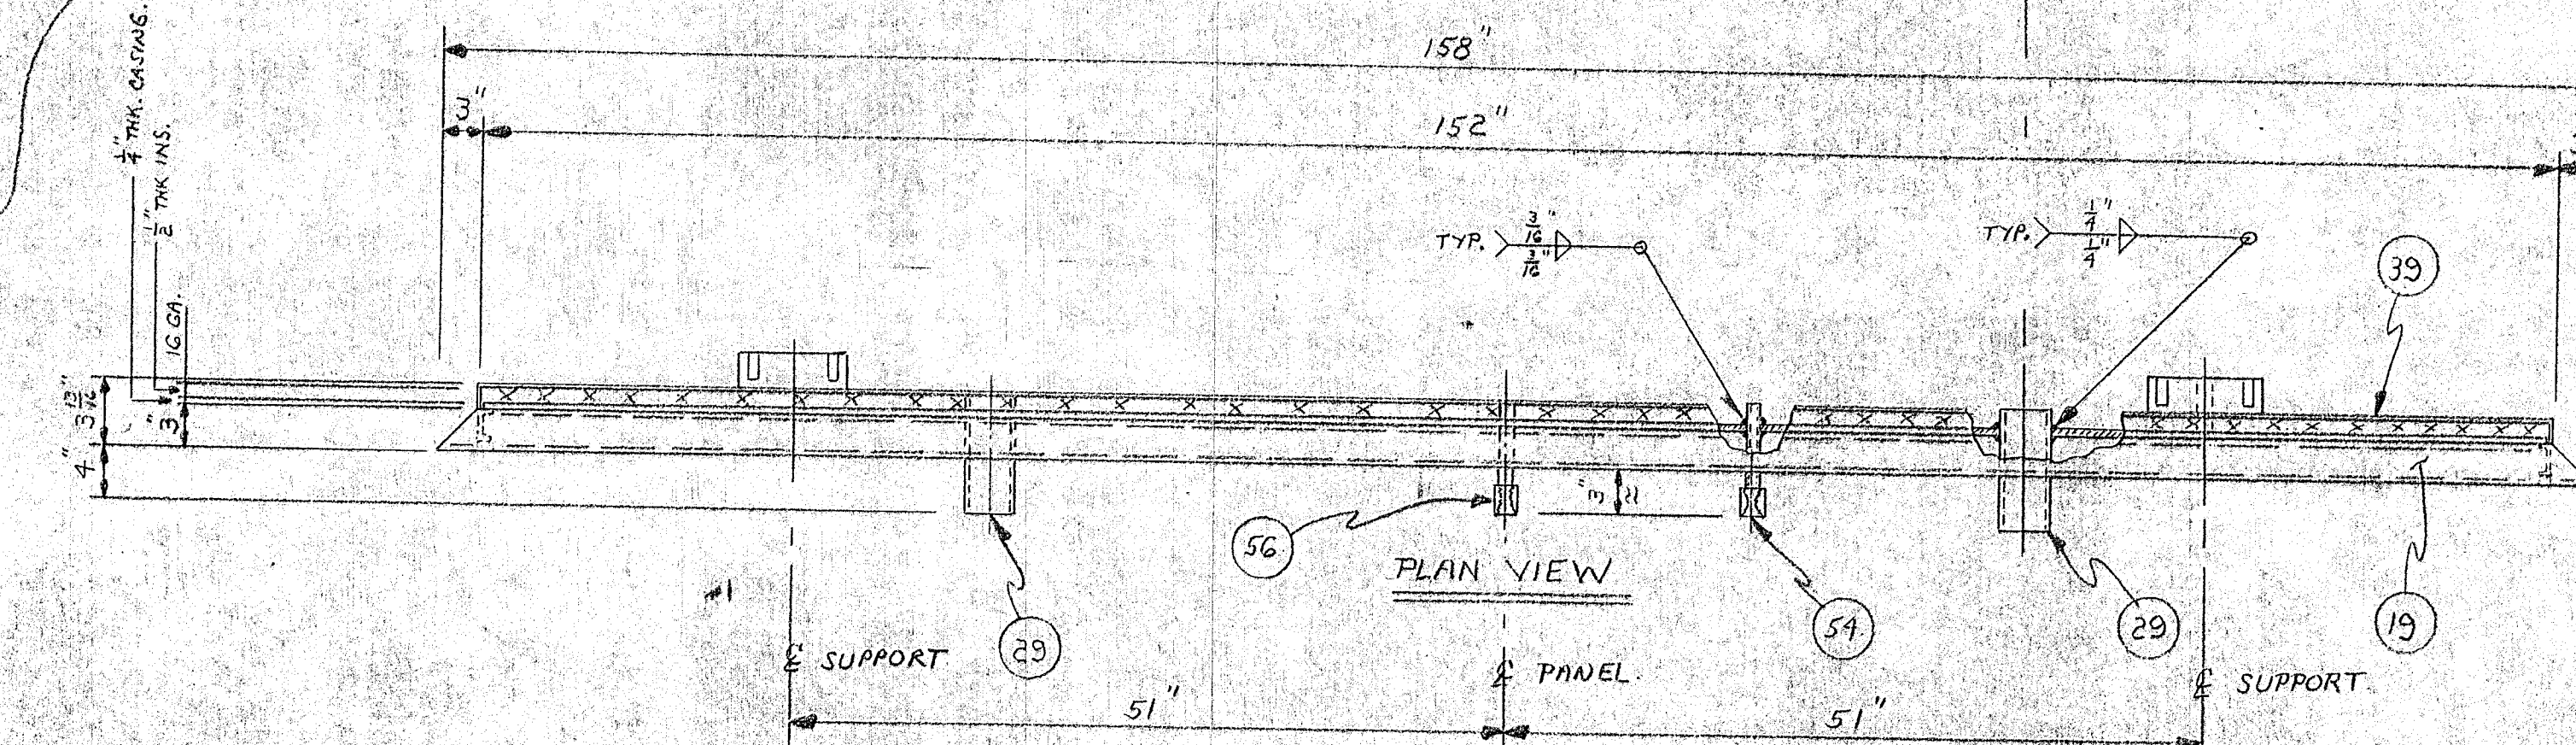 158"
3"
152"
1/4" THK. CASING.
1/2" THK INS.
16 GA.
3 13/16"
3"
4"
TYP. 3/16" 3/16"
TYP. 1/4" 1/4"
39
3" ≈
56
PLAN VIEW
54
29
29
19
℄ SUPPORT
℄ PANEL.
℄ SUPPORT
51"
51"